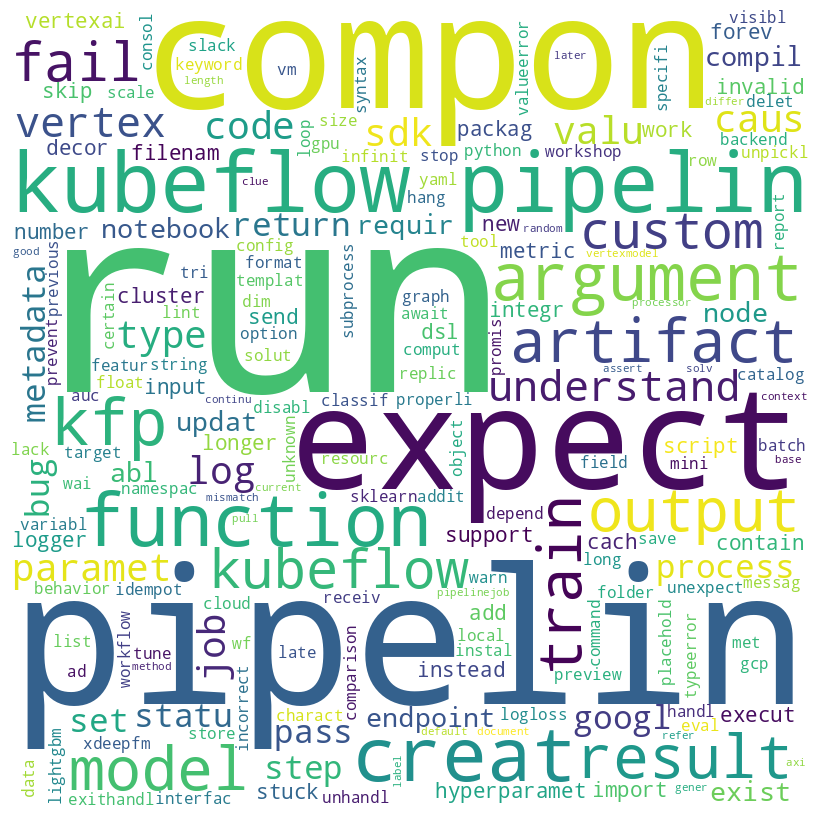 vertexai
consol
slack
compon
visibl
forev
fail
keyword
vm
later
syntax
valueerror
specifi
compil
skip
scale
length
invalid
differ
delet
vertex
code
loop
size
gpu
sdk
packag
valu
work
caus
backend
decor
filenam
infinit
stop
python
workshop
row
unpickl
clue
yaml
hang
kubeflow
pipelin
number
notebook
return
requir
new
random
custom
report
good
config
tool
metric
vertexmodel
run
tri
format
subprocess
argument
processor
metadata
prevent
previous
certain
cluster
templat
graph
integr
node
lint
send
dim
await
dsl
type
option
comput
promis
artifact
featur
string
solut
replic
assert
solv
catalog
float
input
understand
auc
continu
disabl
classif
properli
context
kfp
updat
expect
lack
target
longer
unknown
object
script
batch
base
bug
wai
abl
log
resourc
field
mini
namespac
current
mismatch
sklearn
addit
function
output
variabl
pull
depend
logger
support
train
cach
save
long
contain
paramet
kubeflow
warn
process
behavior
idempot
receiv
folder
unexpect
messag
pipelin
cloud
pipelinejob
add
command
list
job
local
placehold
typeerror
workflow
tune
wf
late
comparison
instal
met
ad
method
instead
preview
gcp
incorrect
set
statu
charact
pass
endpoint
logloss
googl
handl
execut
store
eval
xdeepfm
default
document
refer
data
lightgbm
model
step
creat
result
label
axi
exithandl
interfac
stuck
unhandl
hyperparamet
import
gener
exist